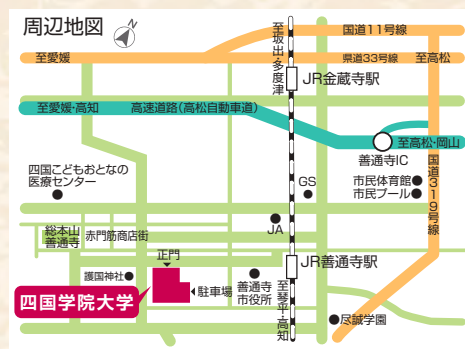 周辺地図
N
至坂出・多度津
国道11号線
至愛媛
県道33号線
至高松
JR金蔵寺駅
至愛媛・高知
高速道路(高松自動車道)
至高松・岡山
善通寺IC
国道319号線
四国こどもおとなの
医療センター
GS
市民体育館
市民プール
JA
総本山
善通寺
赤門筋商店街
正門
JR善通寺駅
護国神社
駐車場
善通寺
市役所
至琴平・高知
四国学院大学
尽誠学園